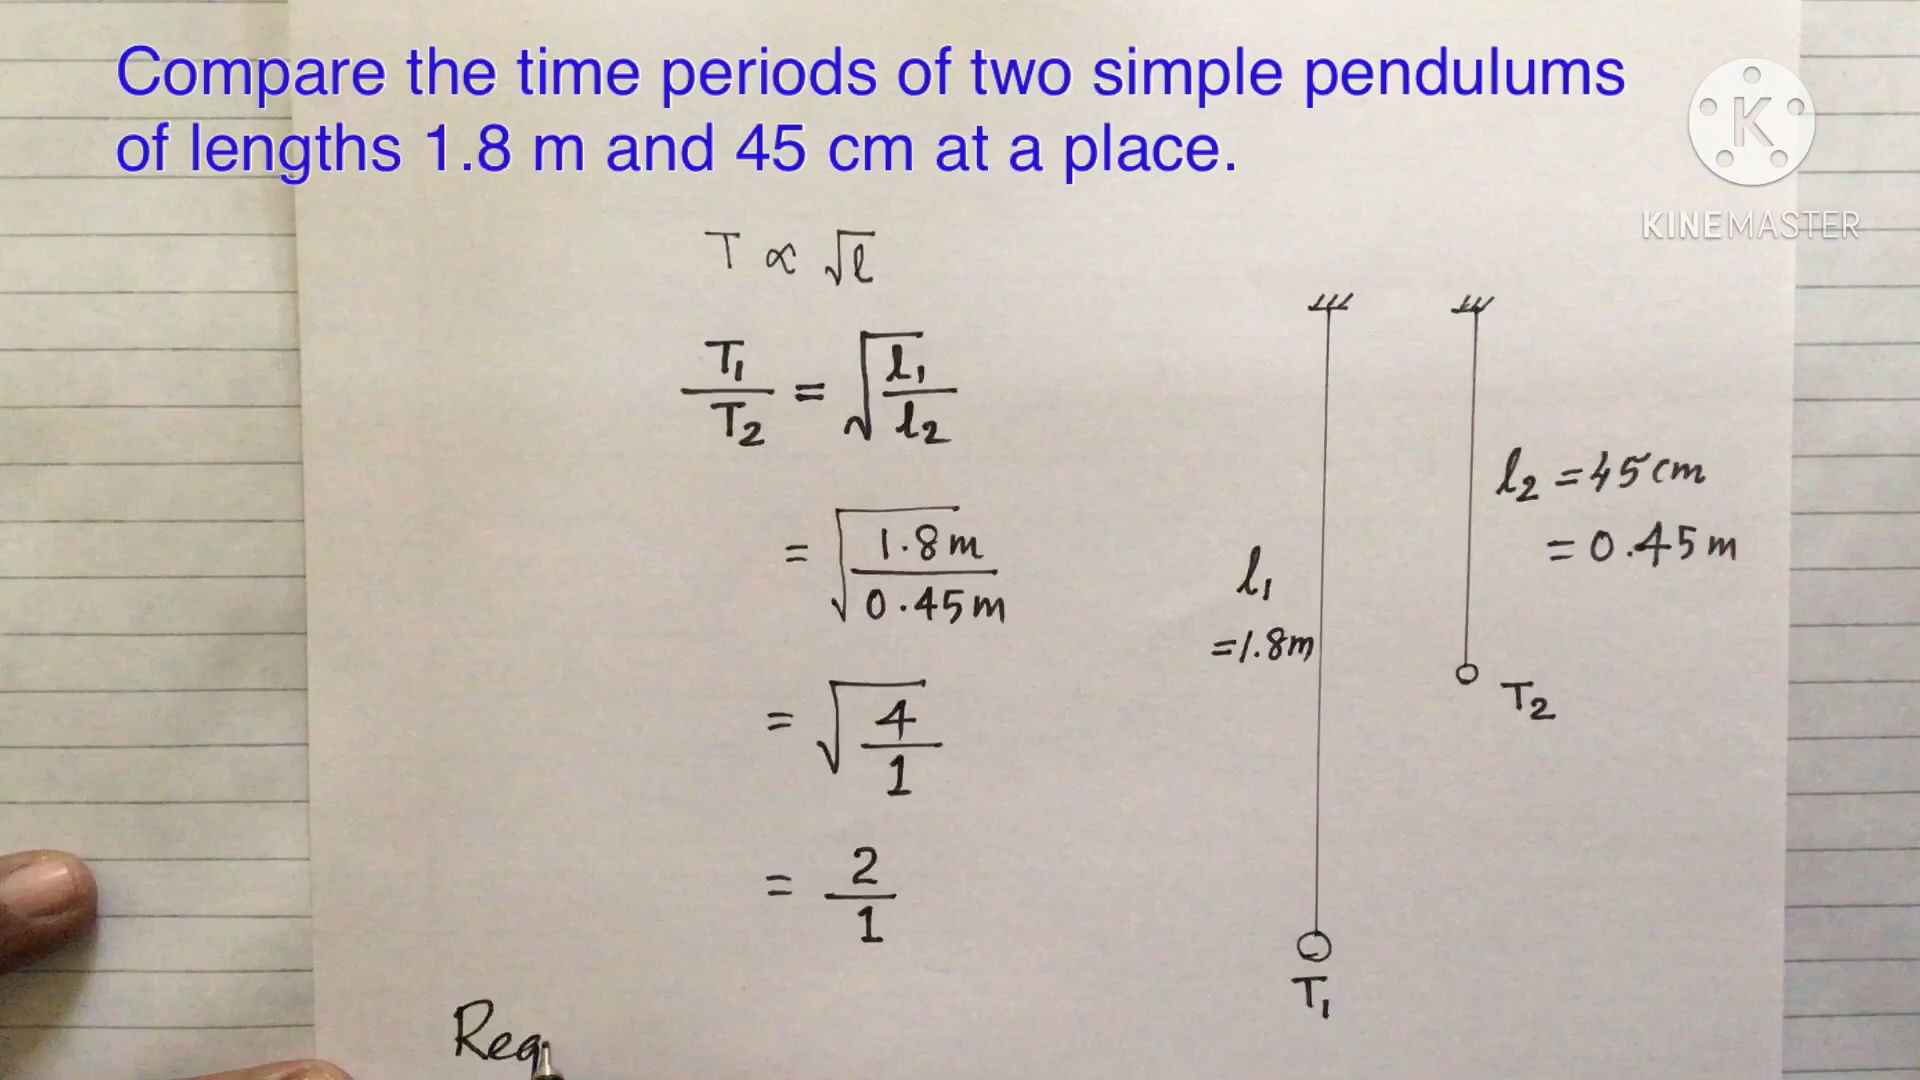 Compare the time periods of two simple pendulums
of lengths 1.8 m and 45 cm at a place.
K
KINEMASTER
T ∝ √l
T₁/T₂ = √(l₁/l₂)
= √(1.8m/0.45m)
= √(4/1)
= 2/1
l₁
=1.8m
T₁
l₂ = 45cm
= 0.45m
T₂
Req